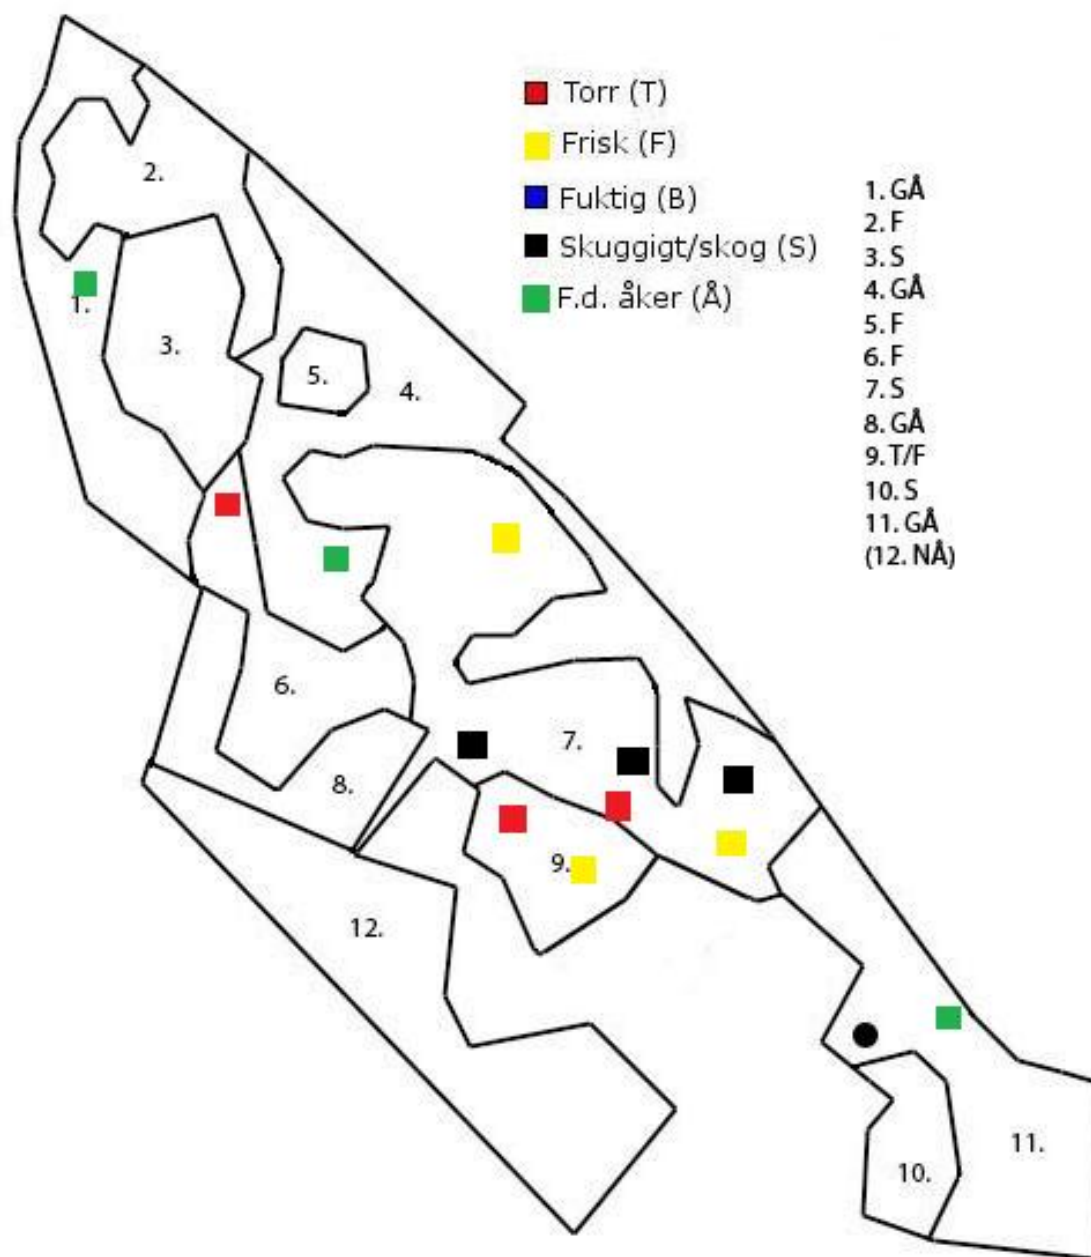 Torr (T)
Frisk (F)
Fuktig (B)
Skuggigt/skog (S)
F.d. åker (Å)
1. GÅ
2. F
3. S
4. GÅ
5. F
6. F
7. S
8. GÅ
9. T/F
10. S
11. GÅ
(12. NÅ)
2.
1.
3.
5.
4.
6.
7.
8.
9.
12.
11.
10.